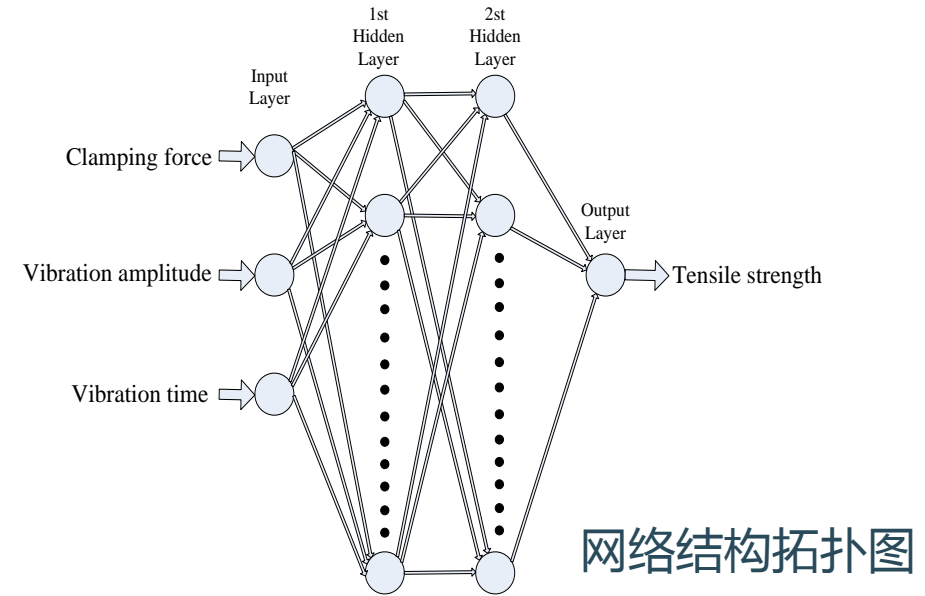 1st
Hidden
Layer
2st
Hidden
Layer
Input
Layer
Clamping force
Vibration amplitude
Vibration time
Output
Layer
Tensile strength
网络结构拓扑图